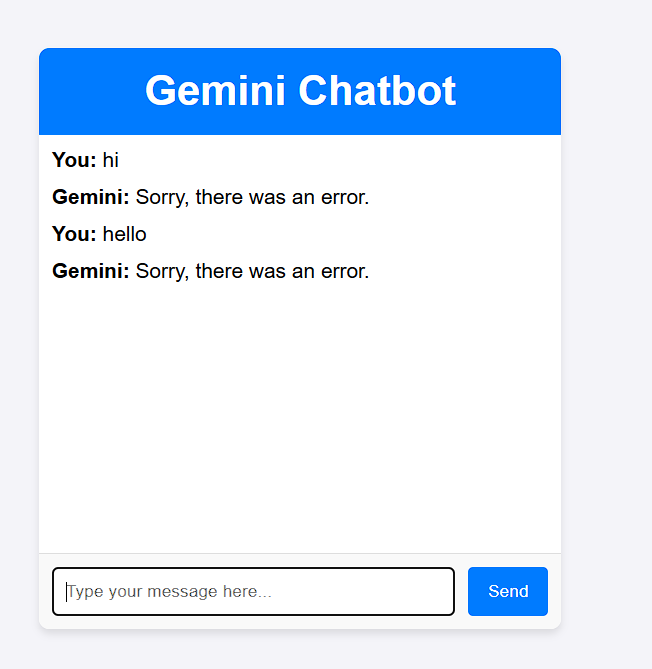 Gemini Chatbot
You: hi
Gemini: Sorry, there was an error.
You: hello
Gemini: Sorry, there was an error.
Type your message here...
Send